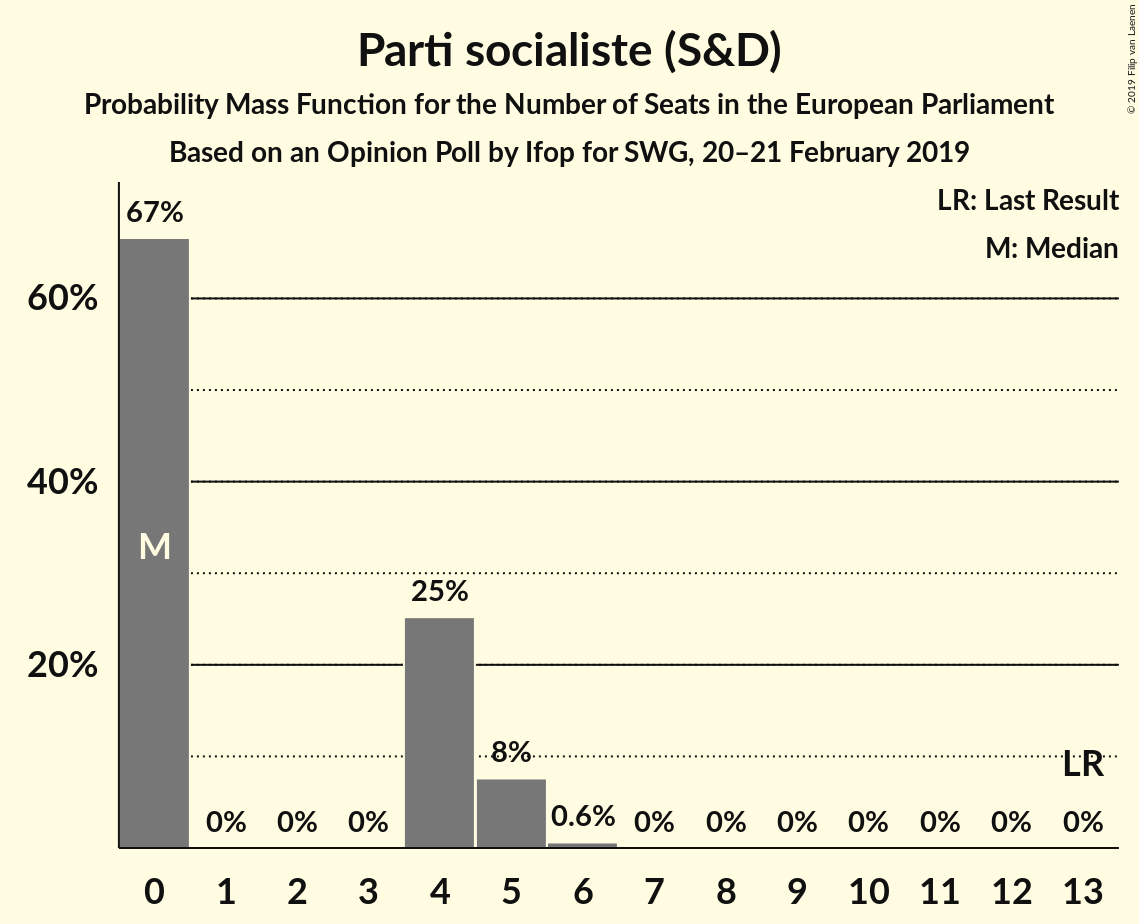 Parti socialiste (S&D)
Probability Mass Function for the Number of Seats in the European Parliament
Based on an Opinion Poll by Ifop for SWG, 20–21 February 2019
© 2019 Filip van Laenen
LR: Last Result
M: Median
67%
60%
40%
M
25%
20%
8%
LR
0% 0% 0% 0.6% 0% 0% 0% 0% 0% 0% 0%
0 1 2 3 4 5 6 7 8 9 10 11 12 13